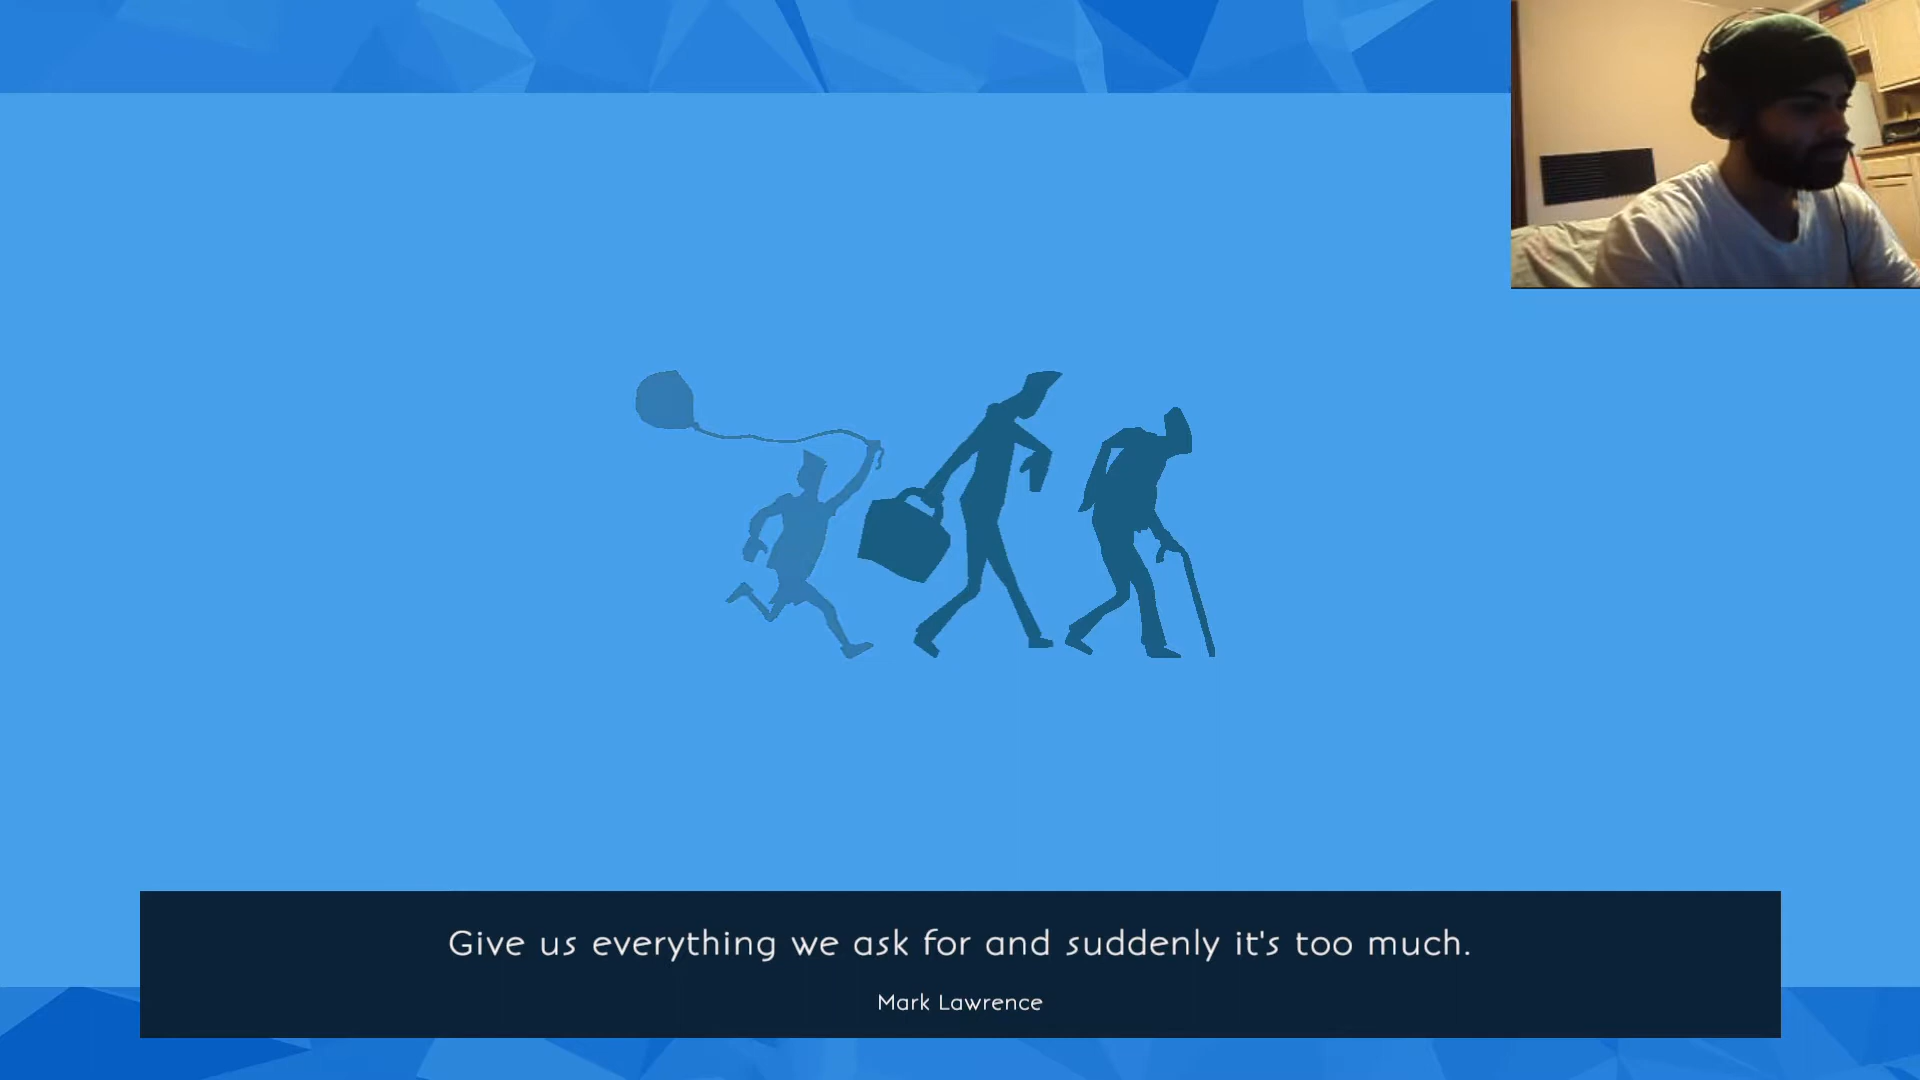 Give us everything we ask for and suddenly it's too much.
Mark Lawrence